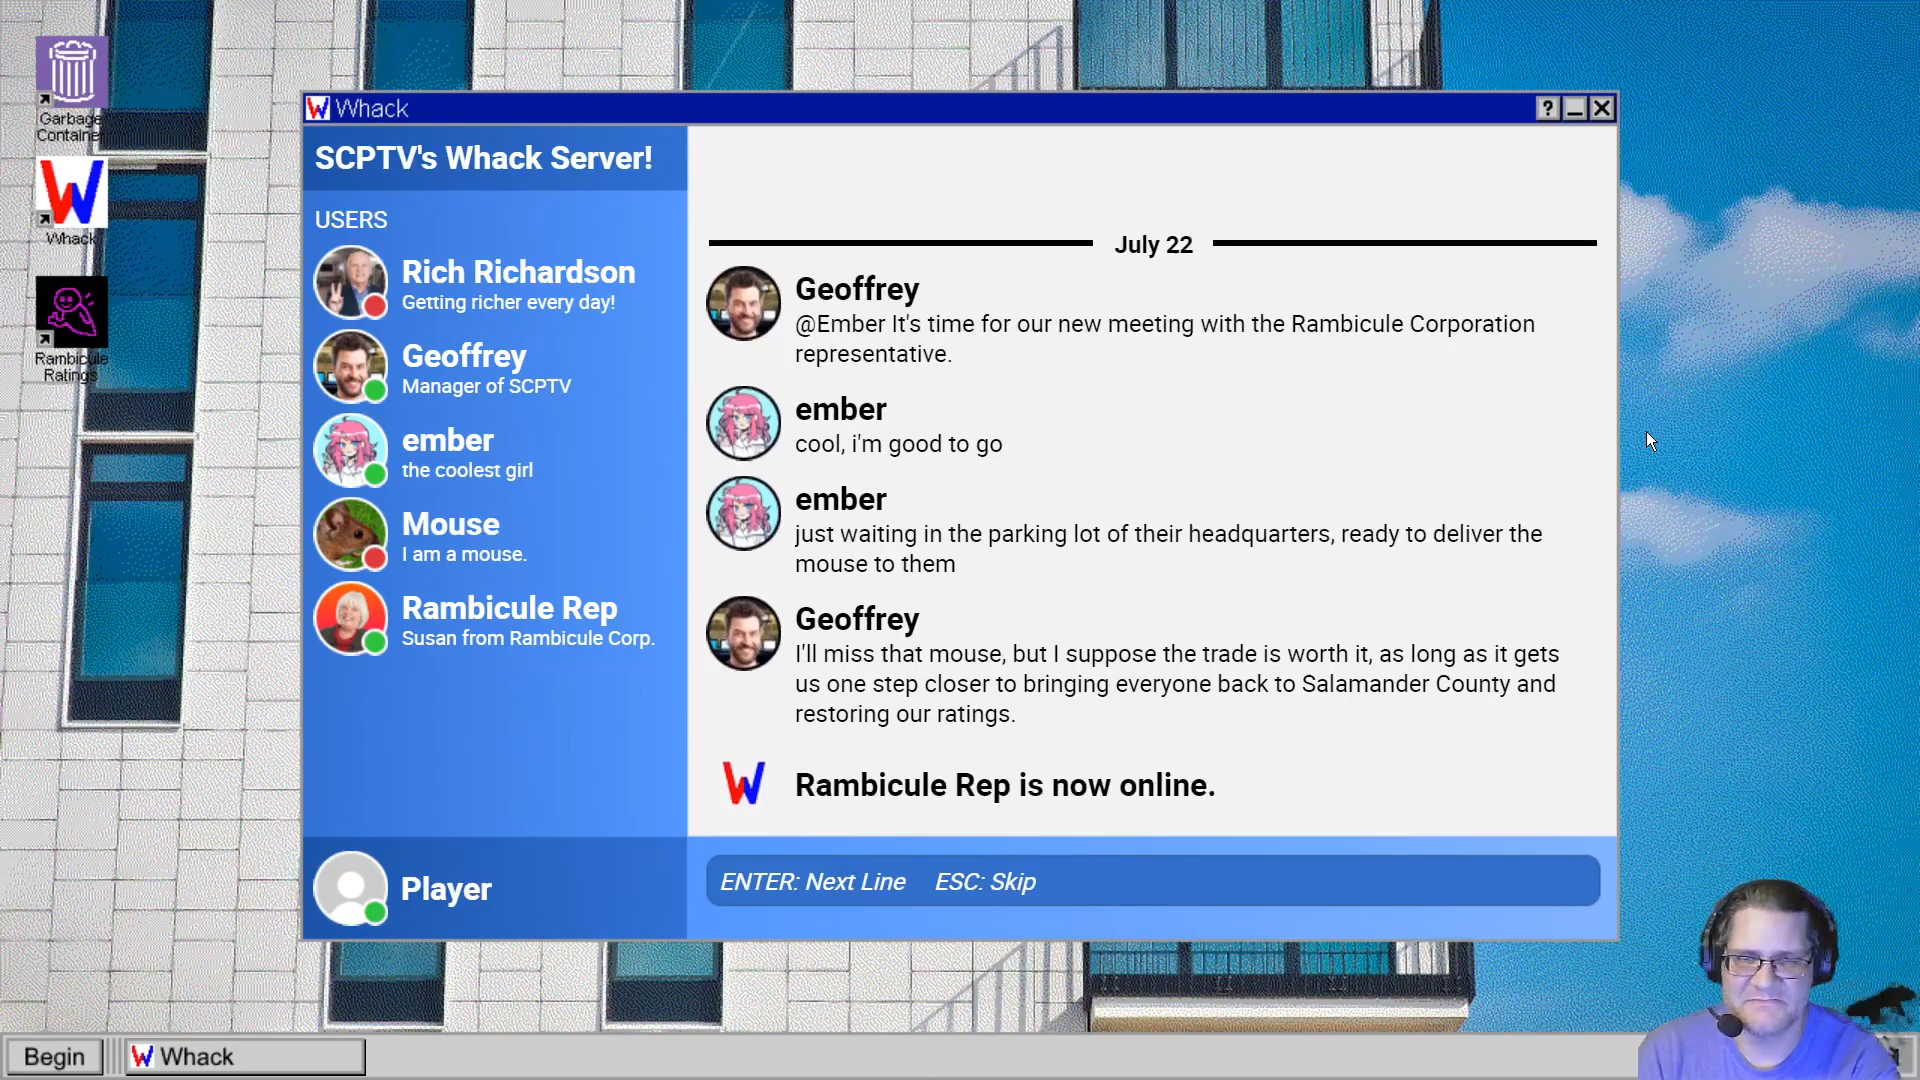 Garbage
Container
Whack
Rambicule
Ratings
Whack
SCPTV's Whack Server!
USERS
Rich Richardson
Getting richer every day!
Geoffrey
Manager of SCPTV
ember
the coolest girl
Mouse
I am a mouse.
Rambicule Rep
Susan from Rambicule Corp.
Player
July 22
Geoffrey
@Ember It's time for our new meeting with the Rambicule Corporation
representative.
ember
cool, i'm good to go
ember
just waiting in the parking lot of their headquarters, ready to deliver the
mouse to them
Geoffrey
I'll miss that mouse, but I suppose the trade is worth it, as long as it gets
us one step closer to bringing everyone back to Salamander County and
restoring our ratings.
Rambicule Rep is now online.
ENTER: Next Line ESC: Skip
Begin
Whack